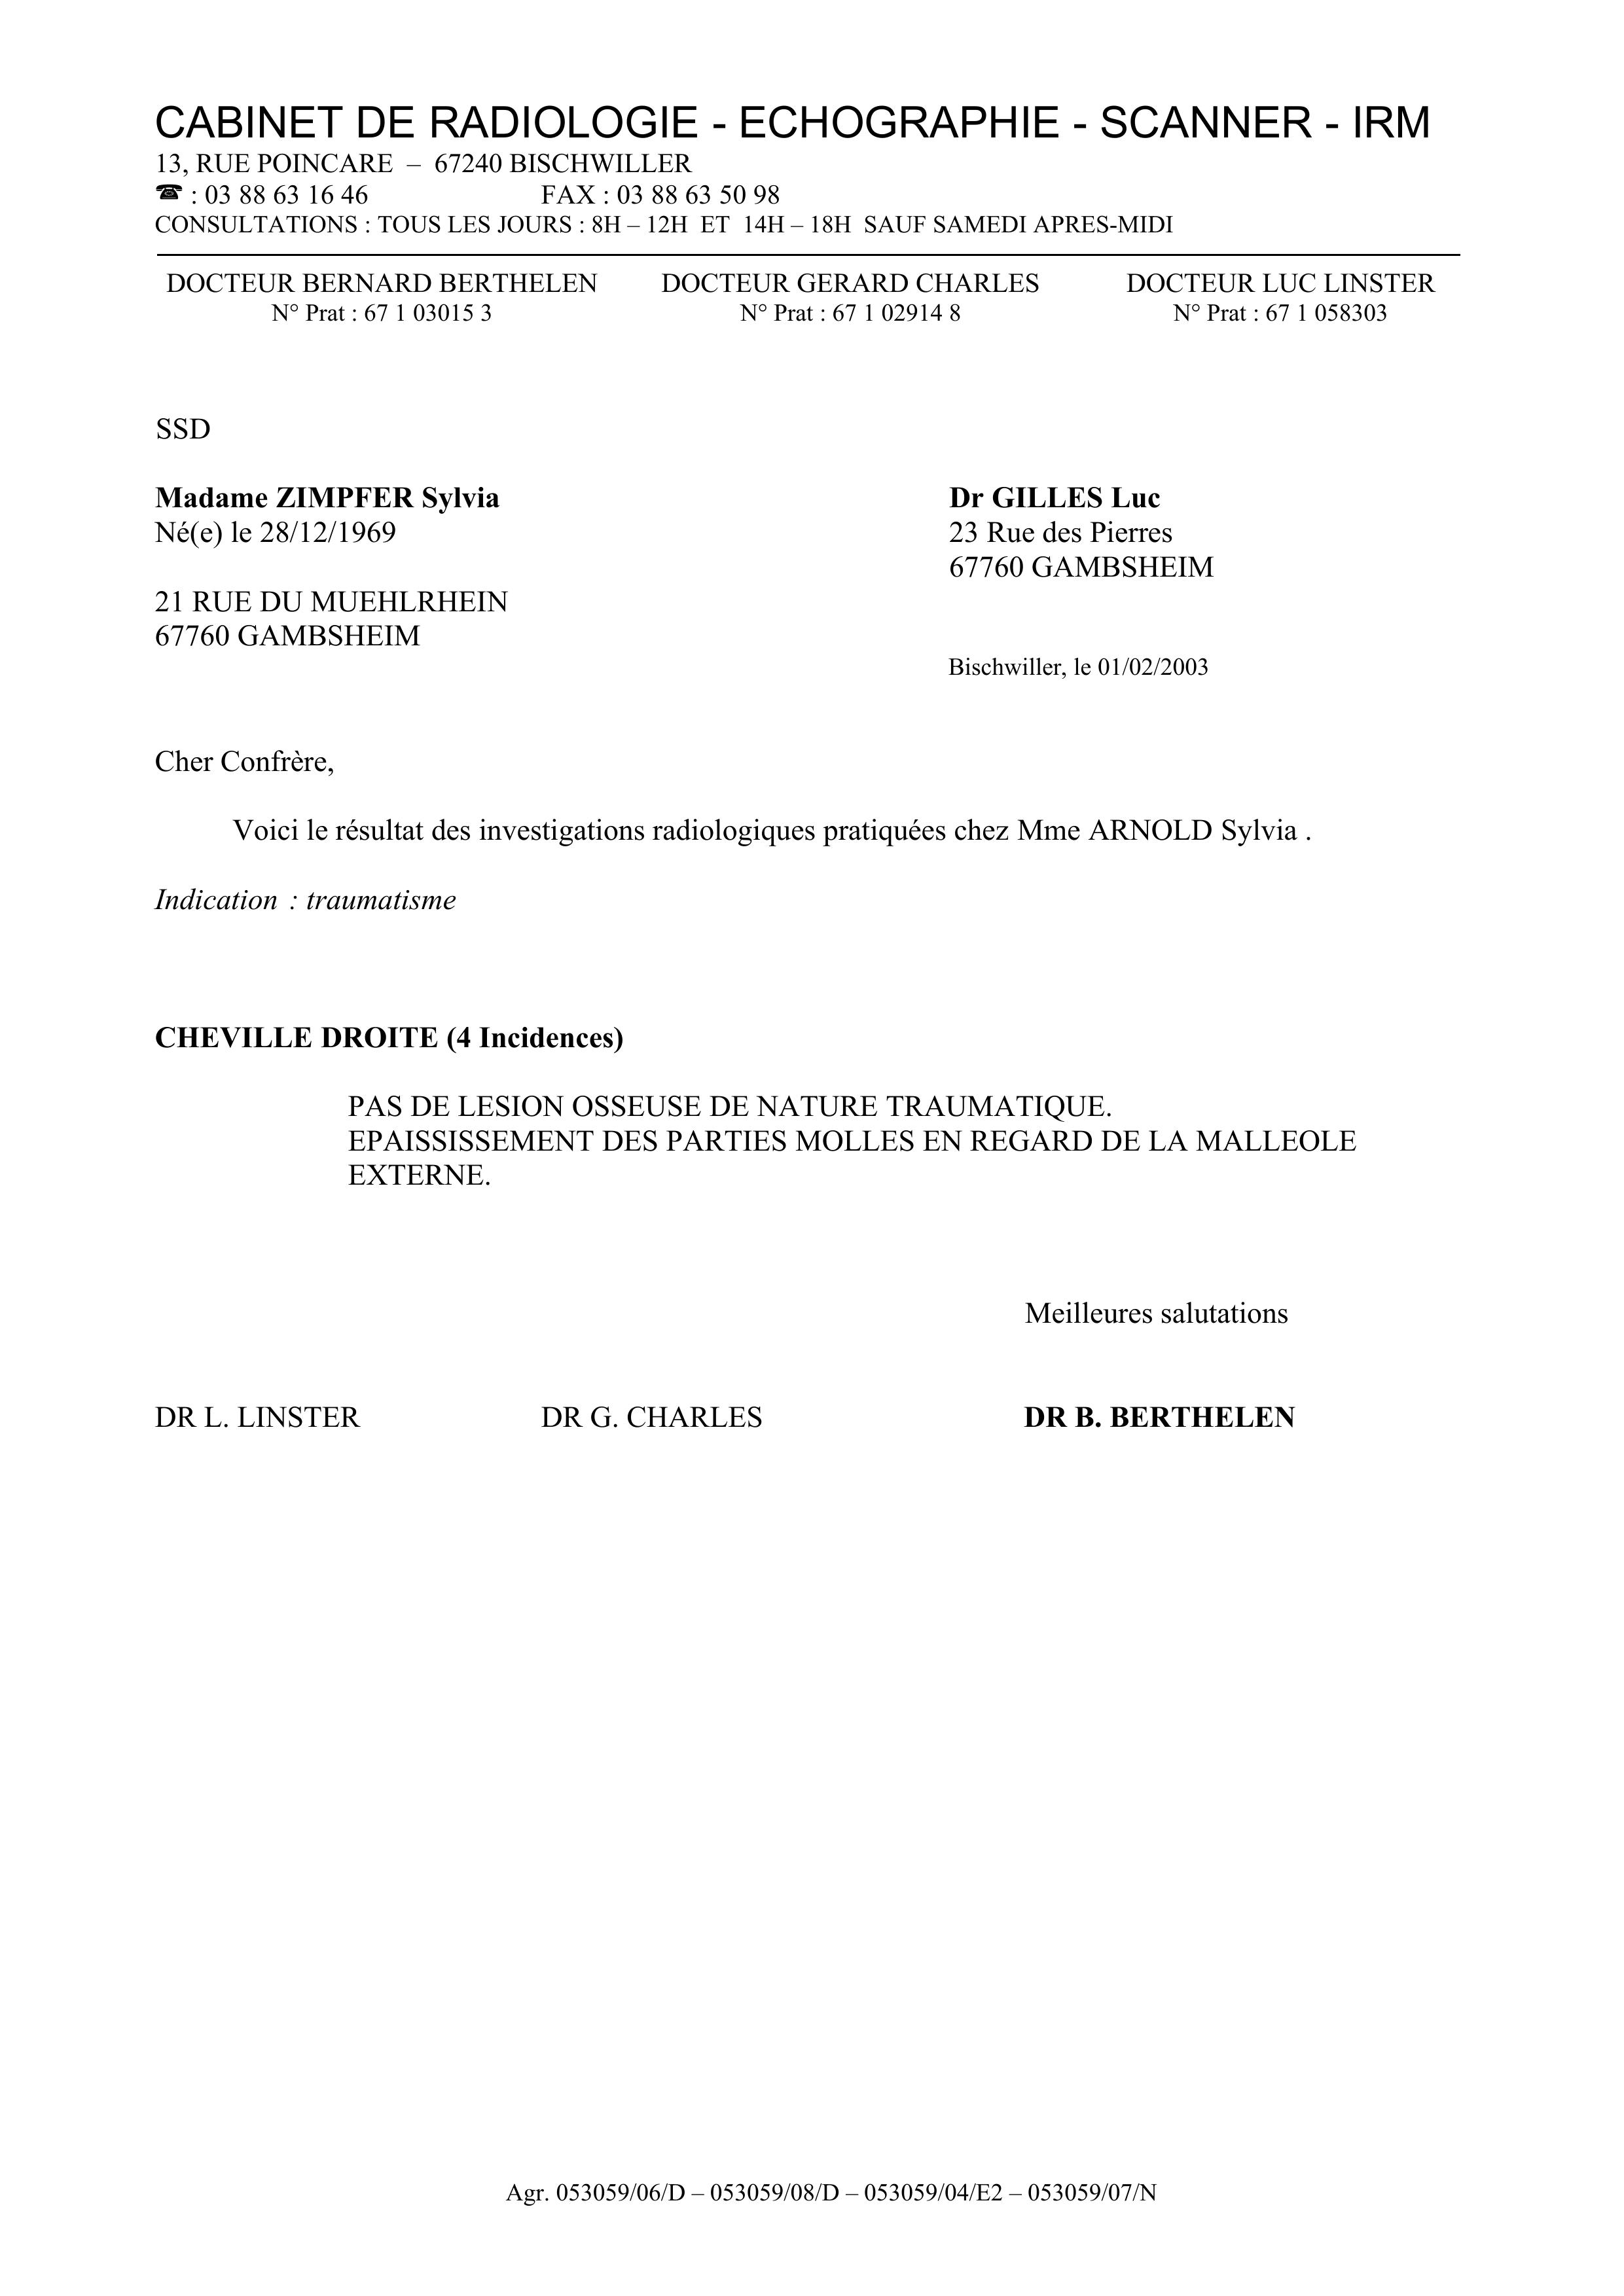 CABINET DE RADIOLOGIE - ECHOGRAPHIE - SCANNER - IRM
13, RUE POINCARE – 67240 BISCHWILLER
☎ : 03 88 63 16 46 FAX : 03 88 63 50 98
CONSULTATIONS : TOUS LES JOURS : 8H – 12H ET 14H – 18H SAUF SAMEDI APRES-MIDI
DOCTEUR BERNARD BERTHELEN DOCTEUR GERARD CHARLES DOCTEUR LUC LINSTER
N° Prat : 67 1 03015 3 N° Prat : 67 1 02914 8 N° Prat : 67 1 058303
SSD
Madame ZIMPFER Sylvia Dr GILLES Luc
Né(e) le 28/12/1969 23 Rue des Pierres
67760 GAMBSHEIM
21 RUE DU MUEHLRHEIN
67760 GAMBSHEIM
Bischwiller, le 01/02/2003
Cher Confrère,
Voici le résultat des investigations radiologiques pratiquées chez Mme ARNOLD Sylvia .
Indication : traumatisme
CHEVILLE DROITE (4 Incidences)
PAS DE LESION OSSEUSE DE NATURE TRAUMATIQUE.
EPAISSISSEMENT DES PARTIES MOLLES EN REGARD DE LA MALLEOLE
EXTERNE.
Meilleures salutations
DR L. LINSTER DR G. CHARLES DR B. BERTHELEN
Agr. 053059/06/D – 053059/08/D – 053059/04/E2 – 053059/07/N